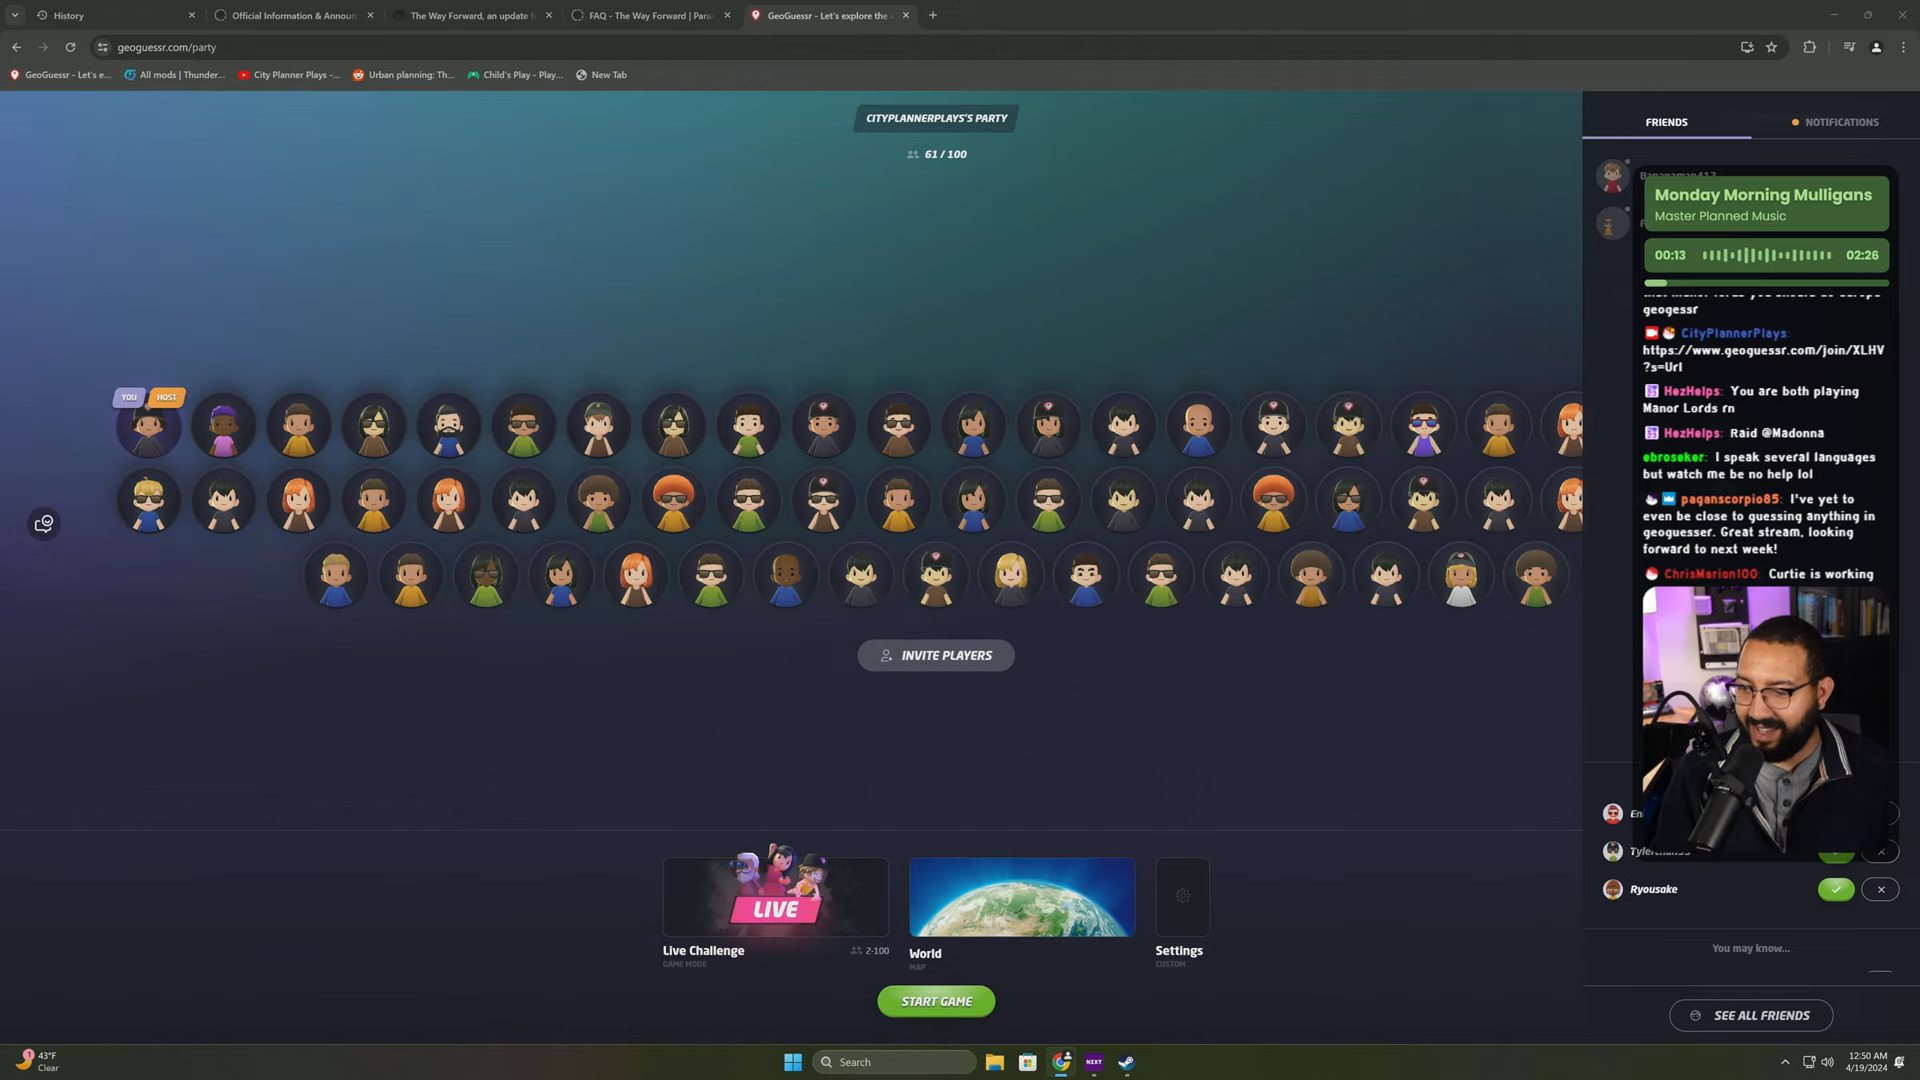 History
Official Information & Announ
The Way Forward, an update f
FAQ - The Way Forward | Para
GeoGuessr - Let's explore the
geoguessr.com/party
GeoGuessr - Let's e...
All mods | Thunder...
City Planner Plays -...
Urban planning: Th...
Child's Play - Play...
New Tab
CITYPLANNERPLAYS'S PARTY
61 / 100
FRIENDS
NOTIFICATIONS
Bananaman413
Monday Morning Mulligans
Master Planned Music
00:13
02:26
geogessr
CityPlannerPlays:
https://www.geoguessr.com/join/XLHV
?s=Url
HezHelps: You are both playing
Manor Lords rn
HezHelps: Raid @Madonna
ebroseker: I speak several languages
but watch me be no help lol
paganscorpio85: I've yet to
even be close to guessing anything in
geoguesser. Great stream, looking
forward to next week!
ChrisMarion100: Curtie is working
YOU
HOST
INVITE PLAYERS
LIVE
Live Challenge
2-100
GAME MODE
World
MAP
Settings
CUSTOM
START GAME
Ryousake
You may know...
SEE ALL FRIENDS
1
43°F
Clear
Search
NEXT
12:50 AM
4/19/2024